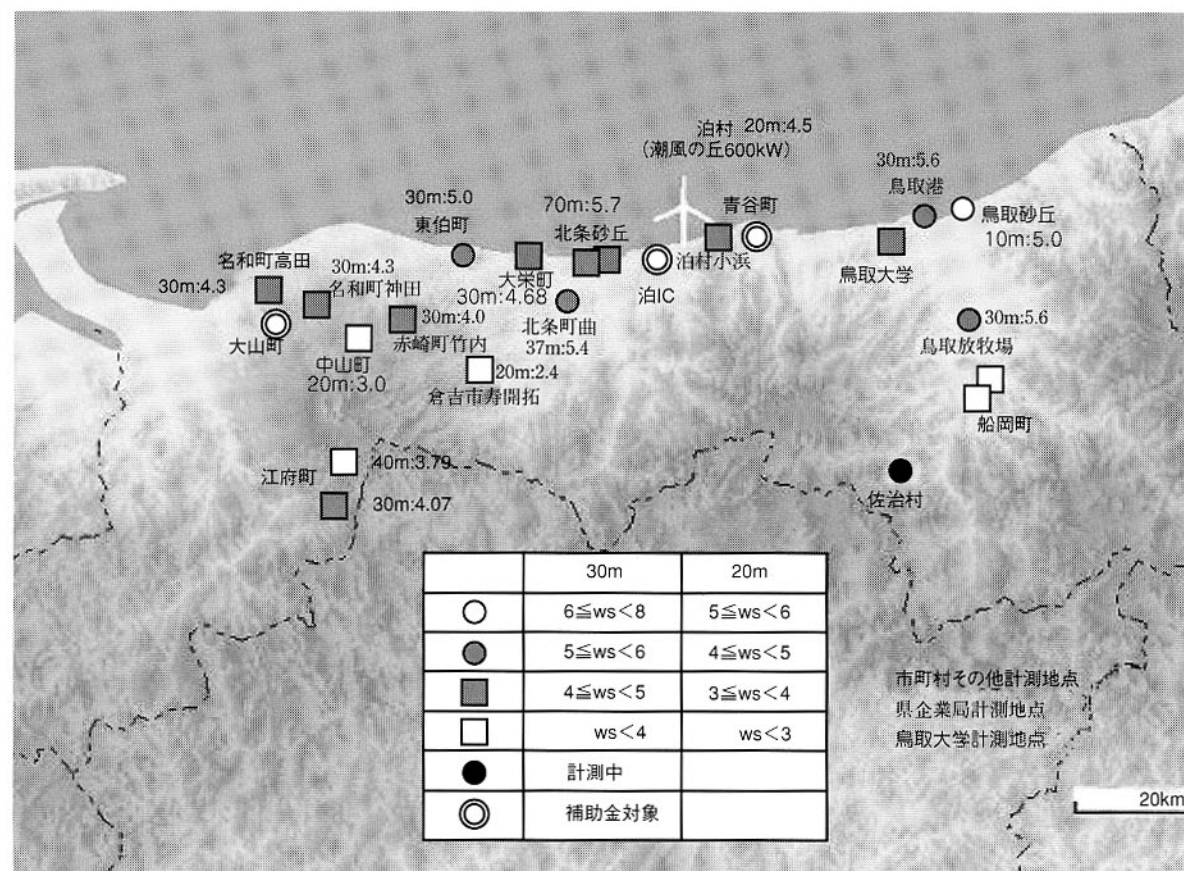 泊村 20m:4.5
(潮風の丘600kW)
30m:5.6
鳥取港
青谷町
30m:5.0
東伯町
70m:5.7
北条砂丘
鳥取砂丘
10m:5.0
名和町高田
30m:4.3
30m:4.3
名和町神田
大栄町
30m:4.68
泊IC
泊村小浜
鳥取大学
大山町
30m:4.0
赤崎町竹内
北条町曲
37m:5.4
30m:5.6
鳥取放牧場
中山町
20m:3.0
20m:2.4
倉吉市寿開拓
船岡町
江府町
40m:3.79
30m:4.07
佐治村
30m 20m
6≦ws<8 5≦ws<6
5≦ws<6 4≦ws<5
4≦ws<5 3≦ws<4
ws<4 ws<3
計測中
補助金対象
市町村その他計測地点
県企業局計測地点
鳥取大学計測地点
20km